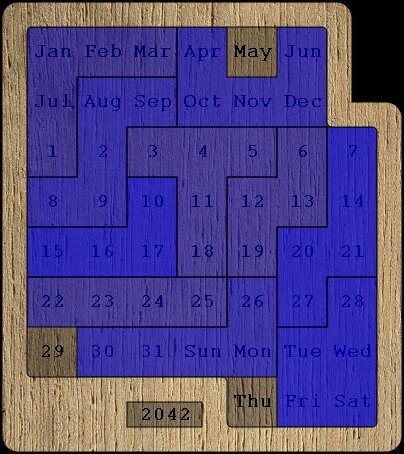 Jan Feb Mar Apr May Jun
Jul Aug Sep Oct Nov Dec
1 2 3 4 5 6 7
8 9 10 11 12 13 14
15 16 17 18 19 20 21
22 23 24 25 26 27 28
29 30 31 Sun Mon Tue Wed
Thu Fri Sat
2042